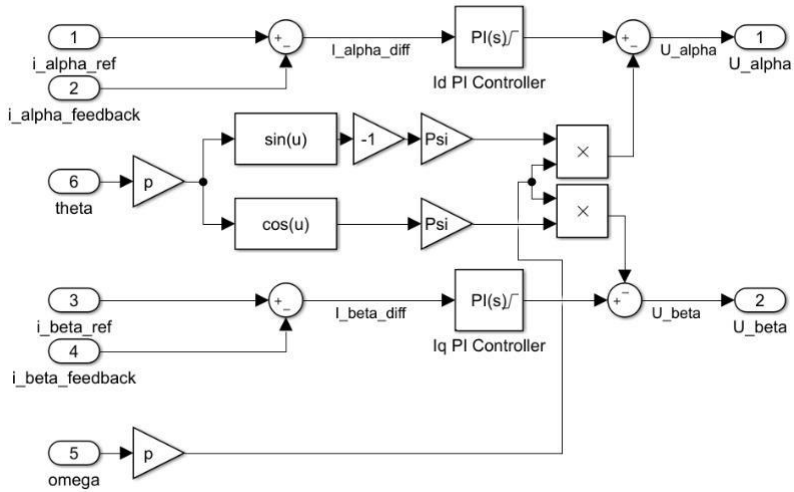 1
i_alpha_ref
2
i_alpha_feedback
+
−
I_alpha_diff
PI(s)
Id PI Controller
+
−
U_alpha
1
U_alpha
6
theta
p
sin(u)
-1
Psi
×
cos(u)
Psi
×
3
i_beta_ref
4
i_beta_feedback
+
−
I_beta_diff
PI(s)
Iq PI Controller
+
−
U_beta
2
U_beta
5
omega
p